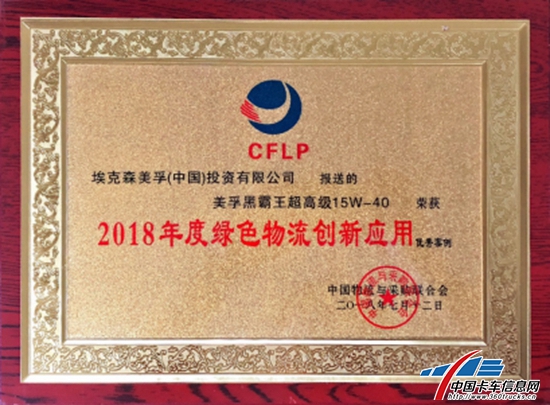 CFLP
埃克森美孚(中国)投资有限公司 报送的
美孚黑霸王超高级15W-40 荣获
2018年度绿色物流创新应用优秀案例
中国物流与采购联合会
二〇一八年七月十二日
中国卡车信息网
http://www.360trucks.cn